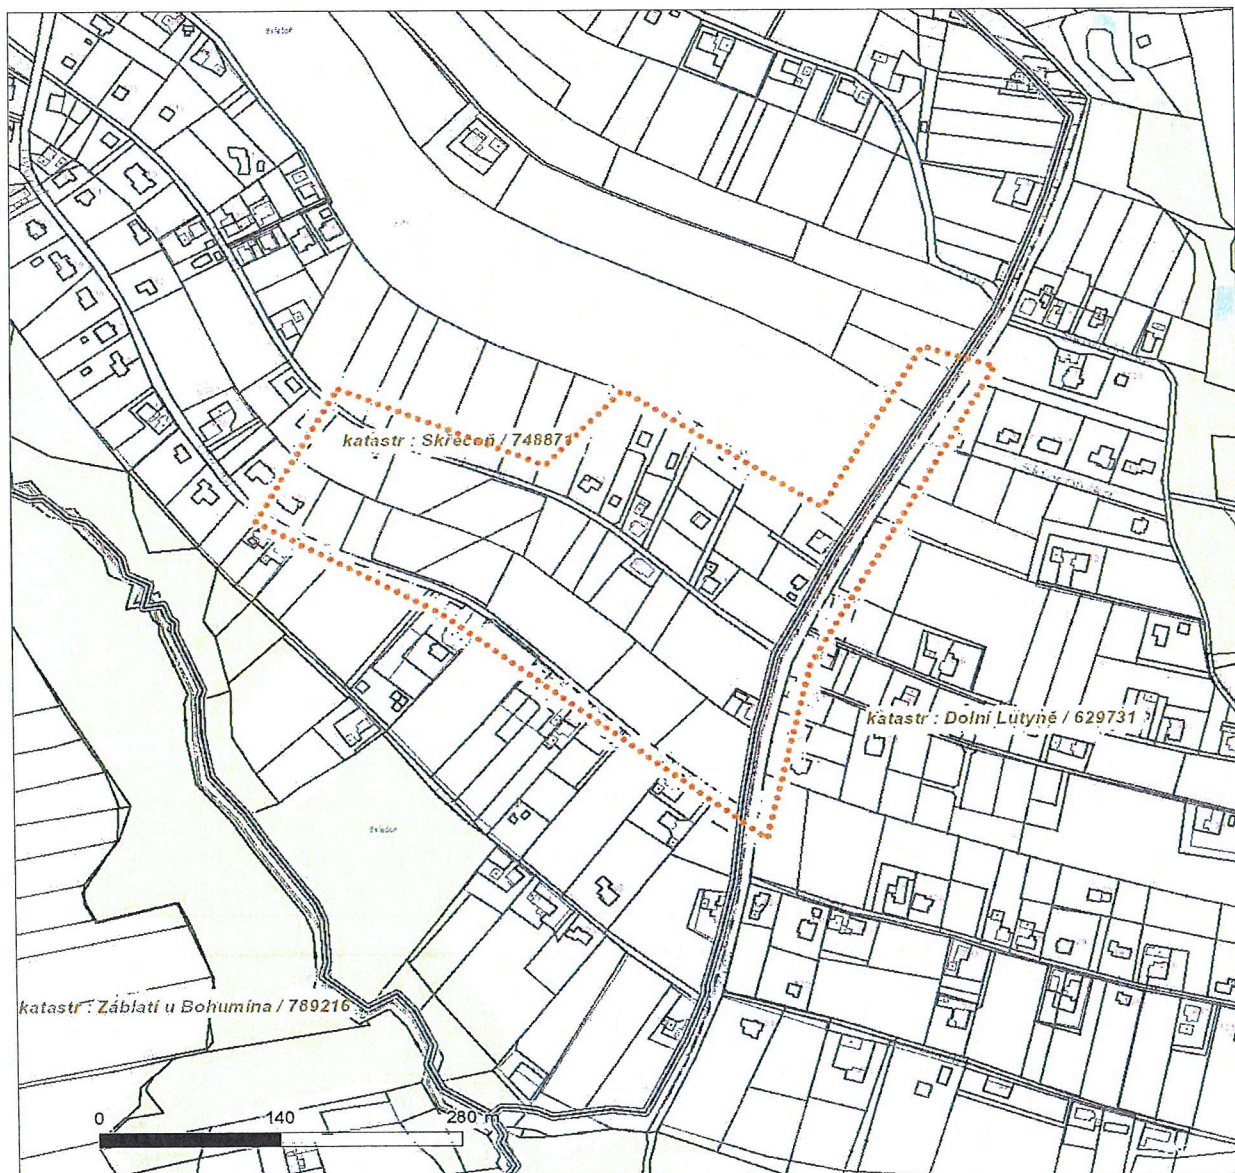 katastr : Skřečoň / 748871
katastr : Dolní Lutyně / 629731
katastr : Záblatí u Bohumína / 789216
0 140 280 m